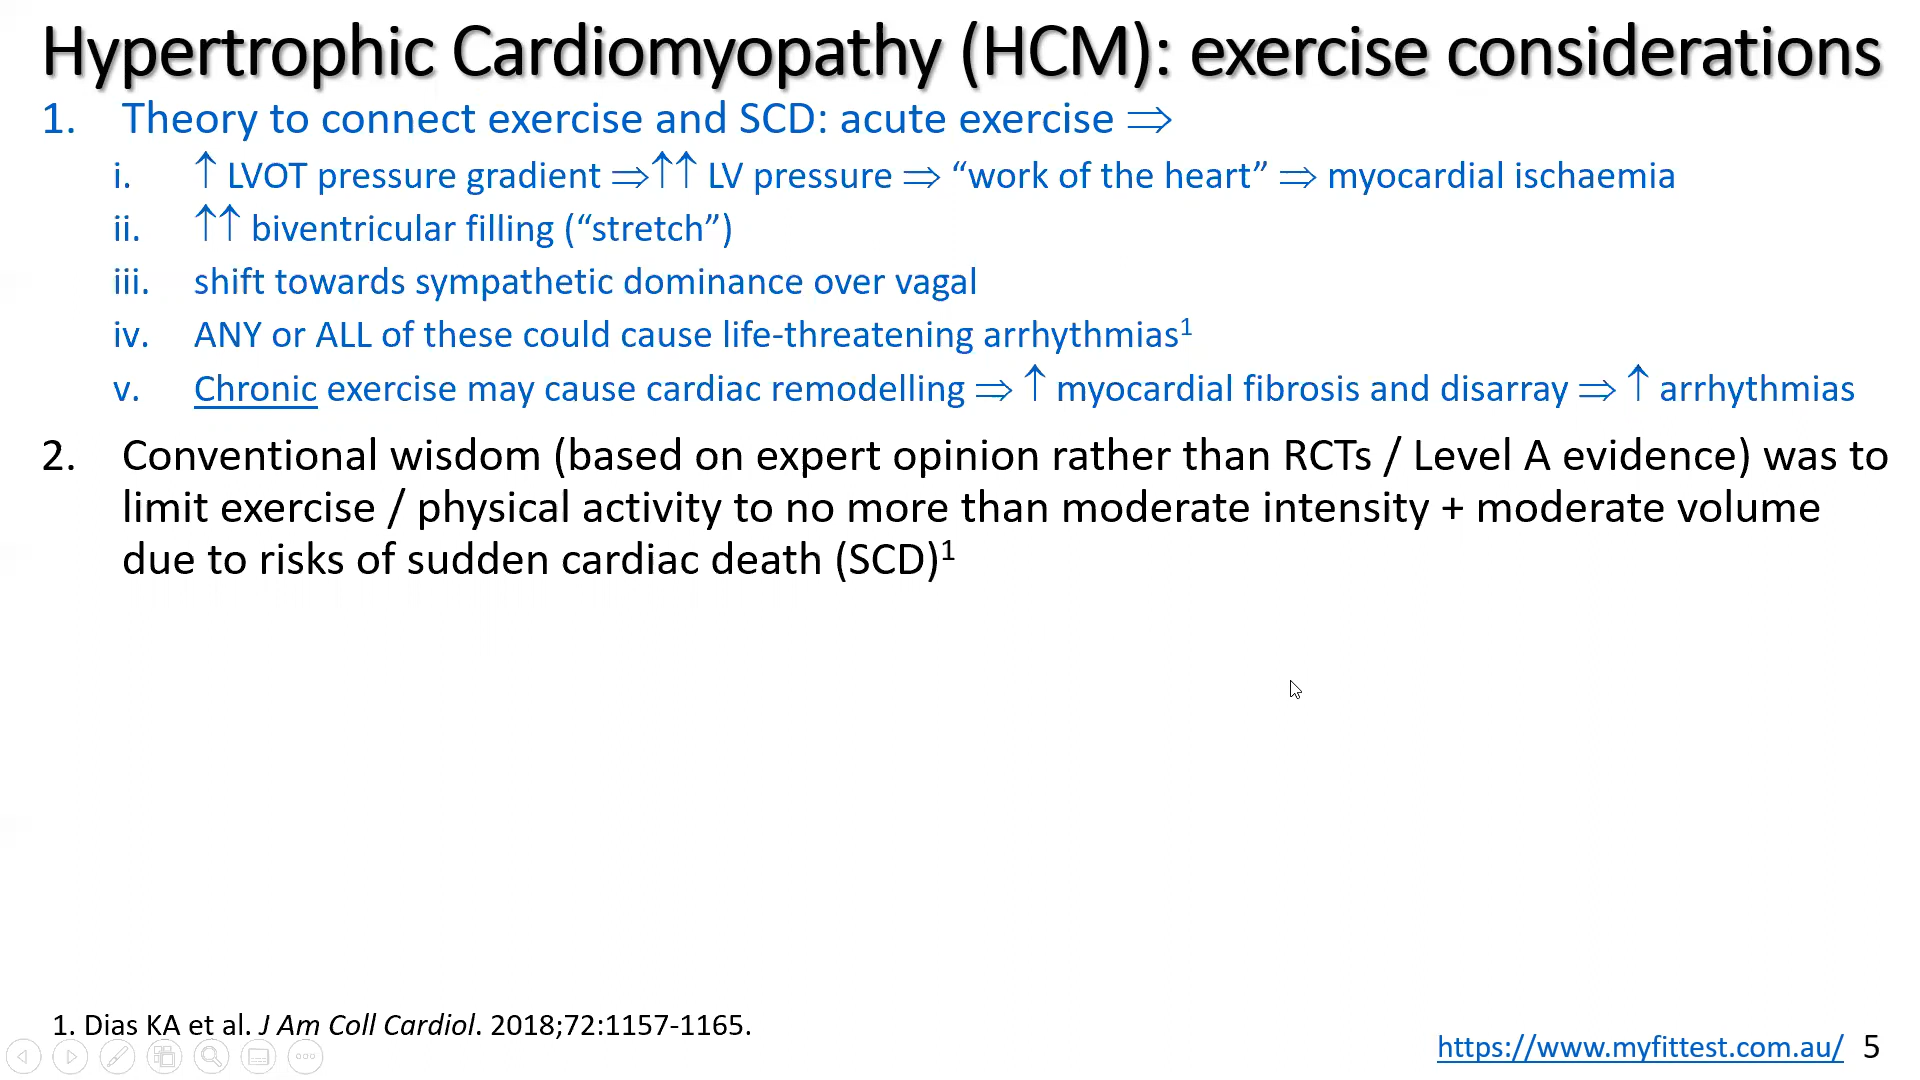 Hypertrophic Cardiomyopathy (HCM): exercise considerations
1. Theory to connect exercise and SCD: acute exercise ⇒
i. ↑ LVOT pressure gradient ⇒↑↑ LV pressure ⇒ “work of the heart” ⇒ myocardial ischaemia
ii. ↑↑ biventricular filling (“stretch”)
iii. shift towards sympathetic dominance over vagal
iv. ANY or ALL of these could cause life-threatening arrhythmias¹
v. Chronic exercise may cause cardiac remodelling ⇒ ↑ myocardial fibrosis and disarray ⇒ ↑ arrhythmias
2. Conventional wisdom (based on expert opinion rather than RCTs / Level A evidence) was to
limit exercise / physical activity to no more than moderate intensity + moderate volume
due to risks of sudden cardiac death (SCD)¹
1. Dias KA et al. J Am Coll Cardiol. 2018;72:1157-1165.
https://www.myfittest.com.au/ 5